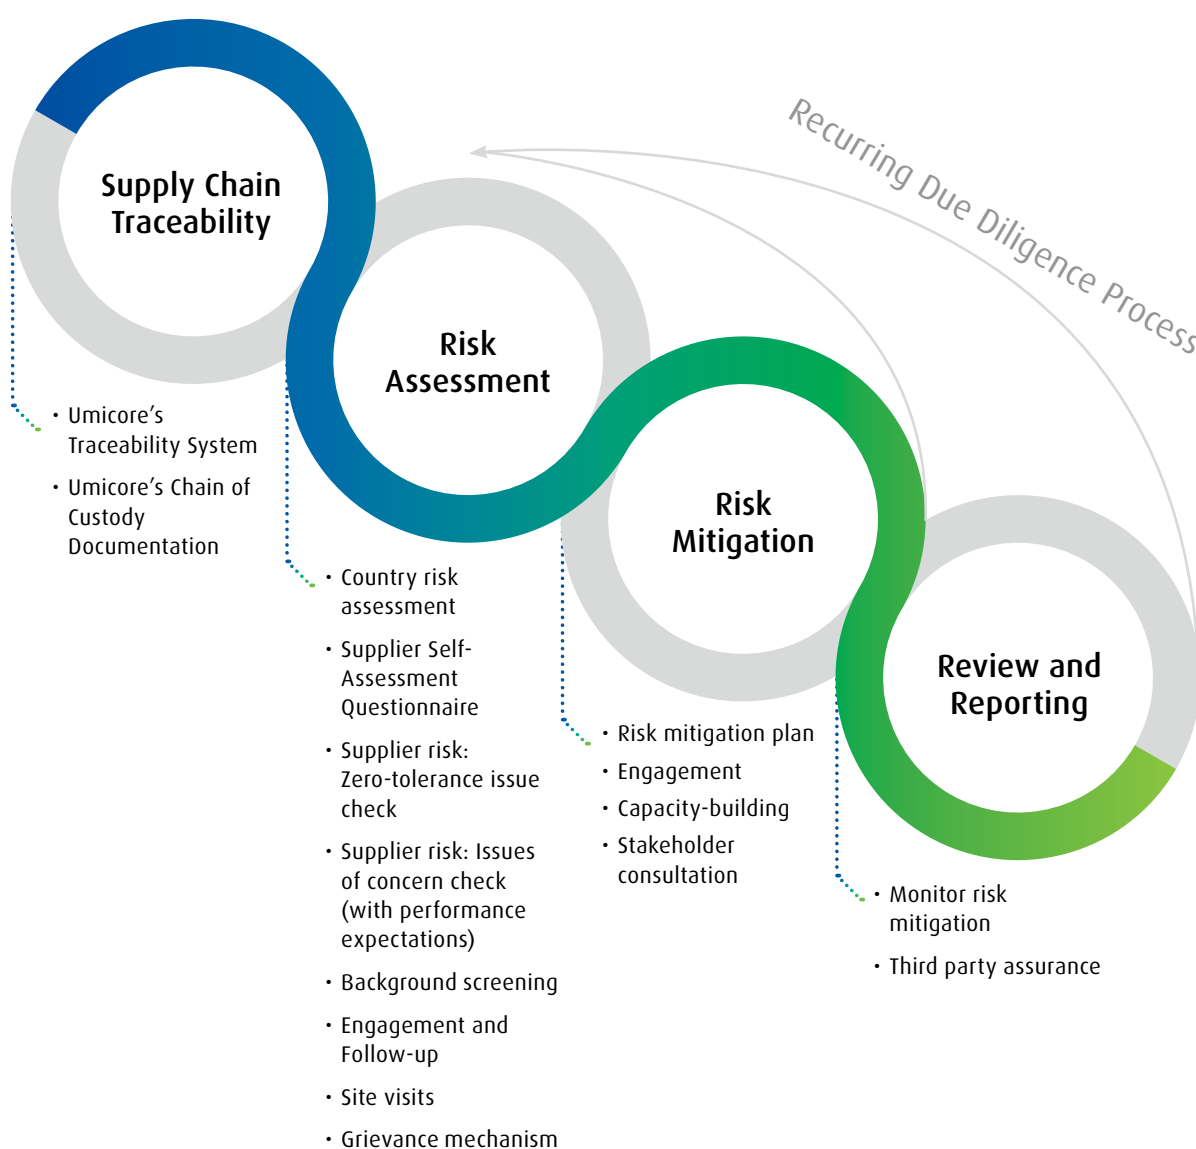 Recurring Due Diligence Process
Supply Chain
Traceability
Risk
Assessment
Risk
Mitigation
Review and
Reporting
· Umicore's
Traceability System
· Umicore's Chain of
Custody
Documentation
· Country risk
assessment
· Supplier Self-
Assessment
Questionnaire
· Supplier risk:
Zero-tolerance issue
check
· Supplier risk: Issues
of concern check
(with performance
expectations)
· Background screening
· Engagement and
Follow-up
· Site visits
· Grievance mechanism
· Risk mitigation plan
· Engagement
· Capacity-building
· Stakeholder
consultation
· Monitor risk
mitigation
· Third party assurance